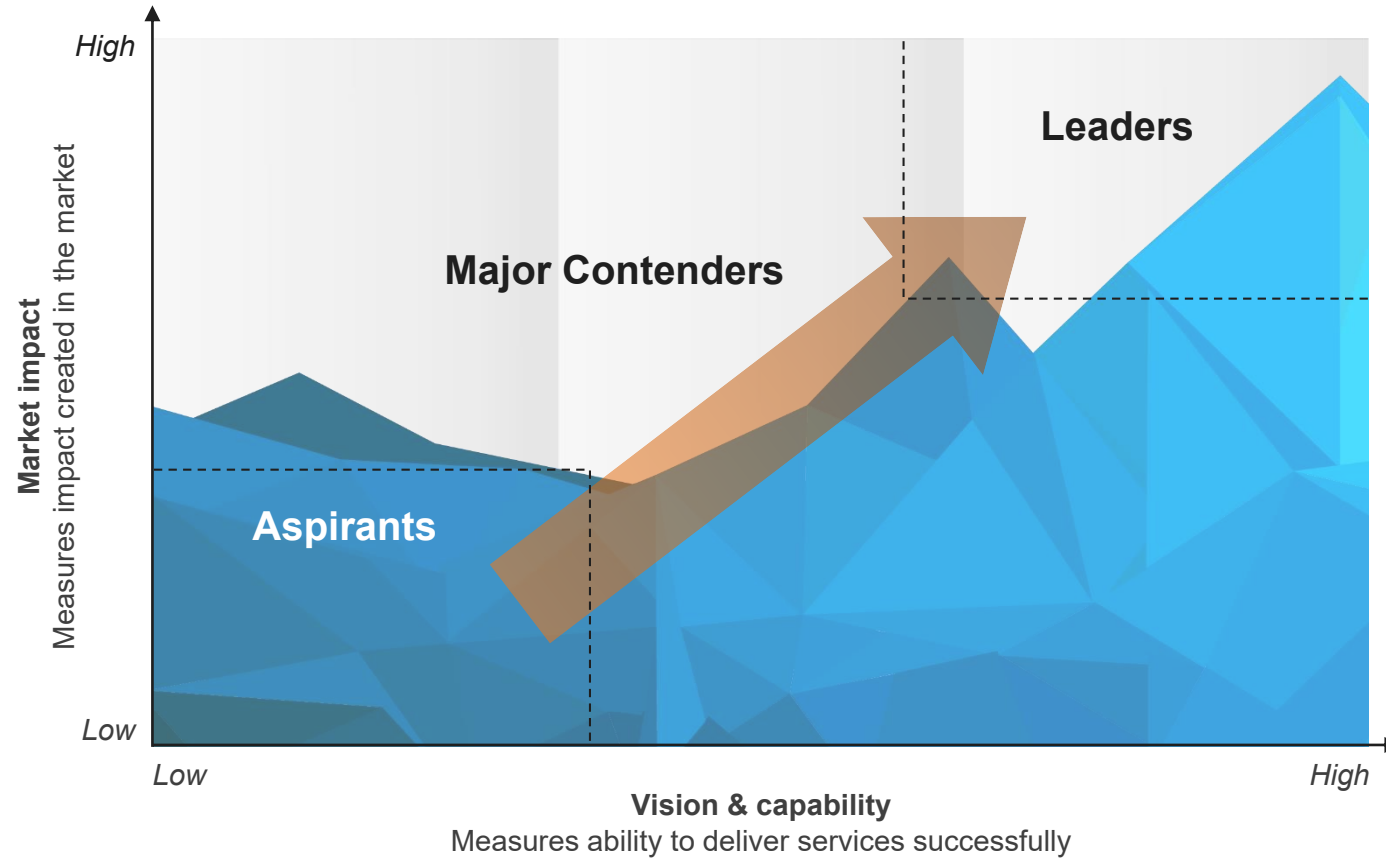 High
Leaders
Major Contenders
Market impact
Measures impact created in the market
Aspirants
Low
Low
High
Vision & capability
Measures ability to deliver services successfully